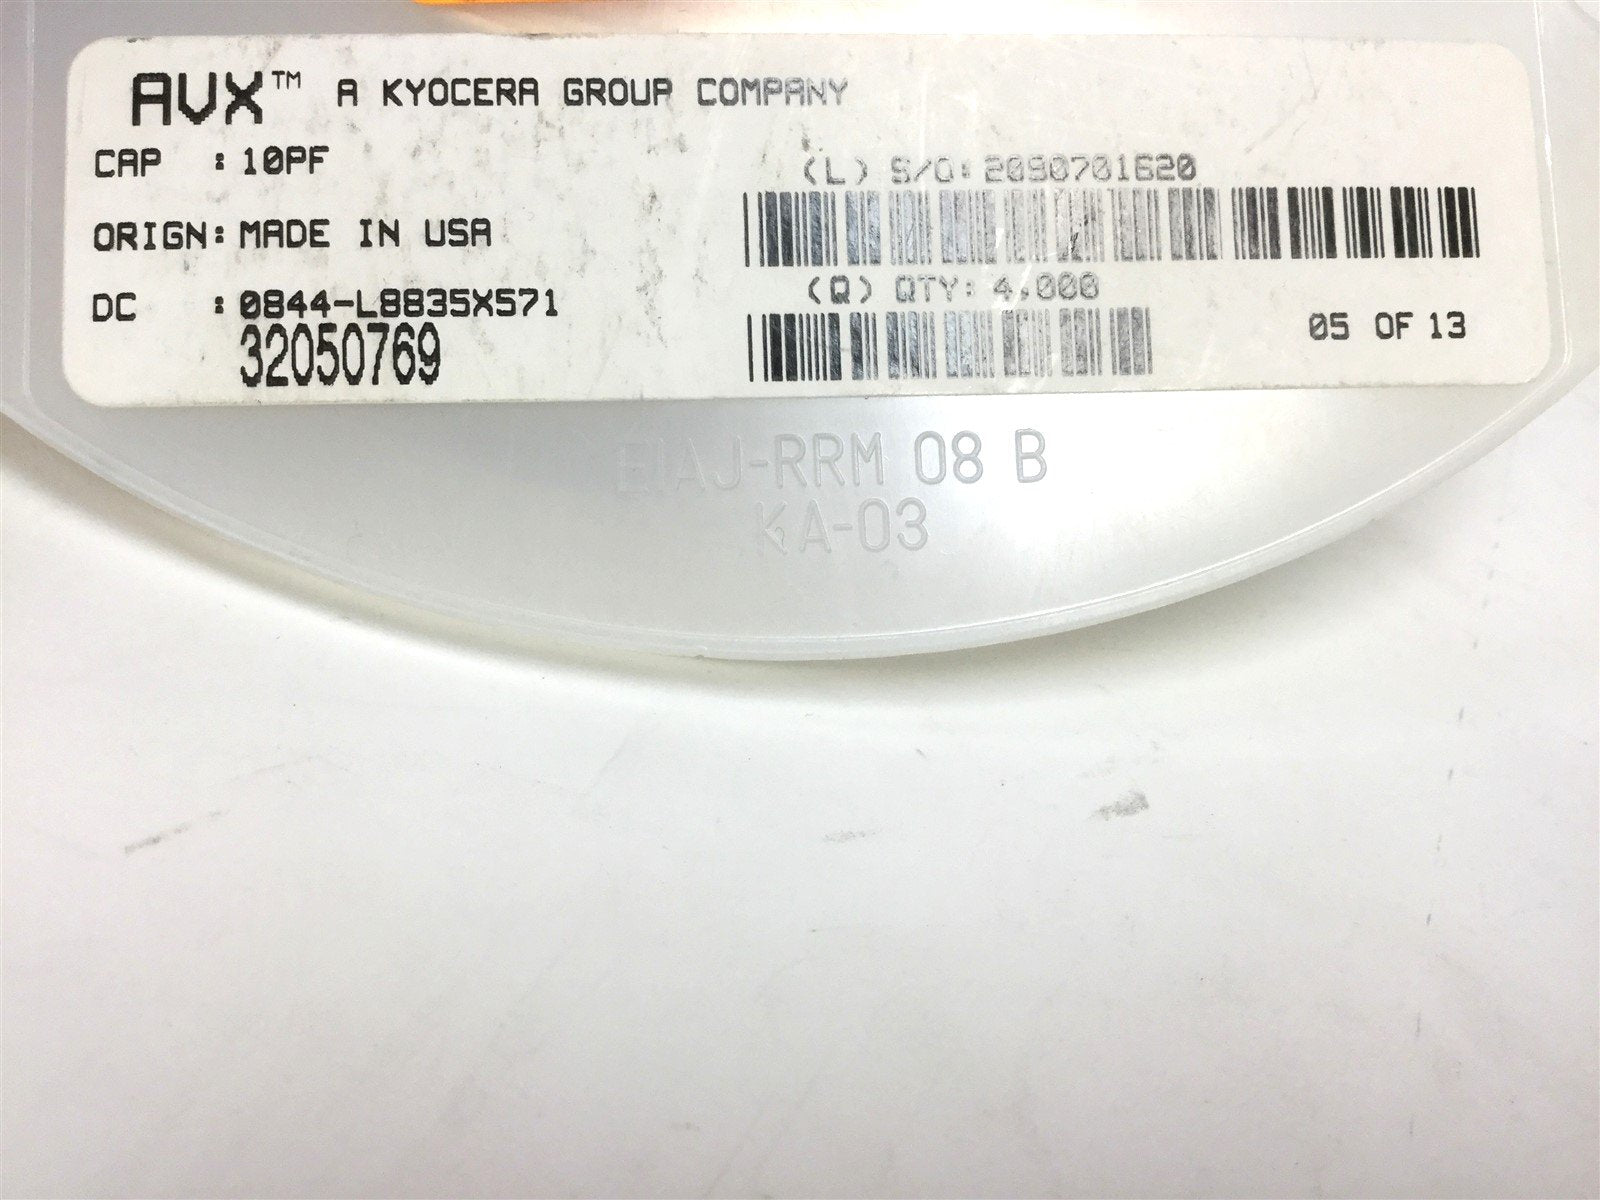 AVX™ A KYOCERA GROUP COMPANY
CAP : 10PF
(L) S/O: 2090701620
ORIGN: MADE IN USA
(Q) QTY: 4,000
DC : 0844-L8835X571
32050769
05 OF 13
EIAJ-RRM 08 B
KA-03